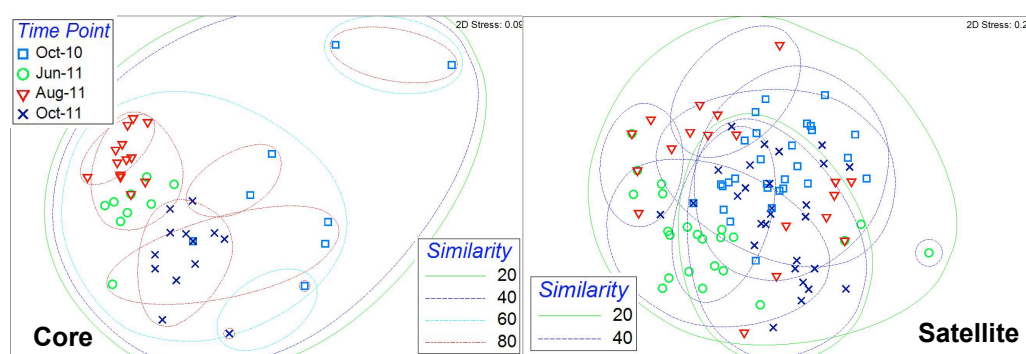 2D Stress: 0.09
Time Point
Oct-10
Jun-11
Aug-11
Oct-11
Similarity
20
40
60
80
Core
2D Stress: 0.2
Similarity
20
40
Satellite